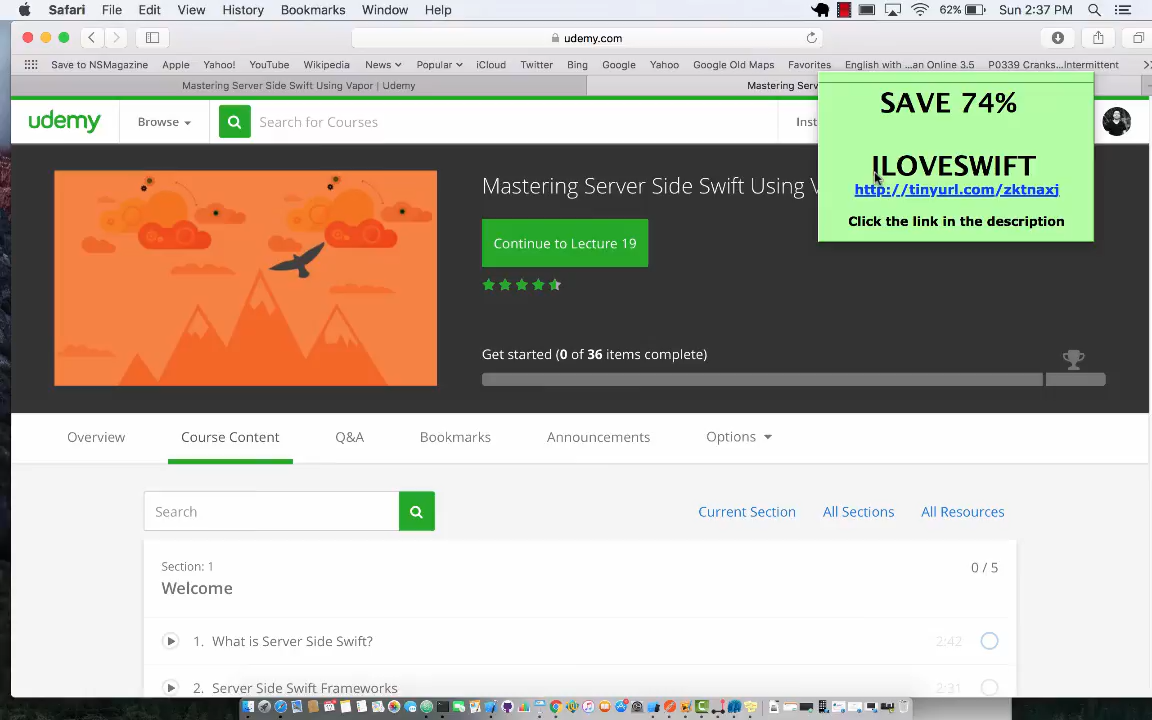 Safari File Edit View History Bookmarks Window Help 62% Sun 2:37 PM
udemy.com
Save to NSMagazine Apple Yahoo! YouTube Wikipedia News Popular iCloud Twitter Bing Google Yahoo Google Old Maps Favorites English with ...an Online 3.5 P0339 Cranks...Intermittent
Mastering Server Side Swift Using Vapor | Udemy
Mastering Serv
SAVE 74%
ILOVESWIFT
http://tinyurl.com/zktnaxj
Click the link in the description
udemy Browse Search for Courses Inst
Mastering Server Side Swift Using V
Continue to Lecture 19
Get started (0 of 36 items complete)
Overview Course Content Q&A Bookmarks Announcements Options
Search Current Section All Sections All Resources
Section: 1 0 / 5
Welcome
1. What is Server Side Swift? 2:42
2. Server Side Swift Frameworks 2:31